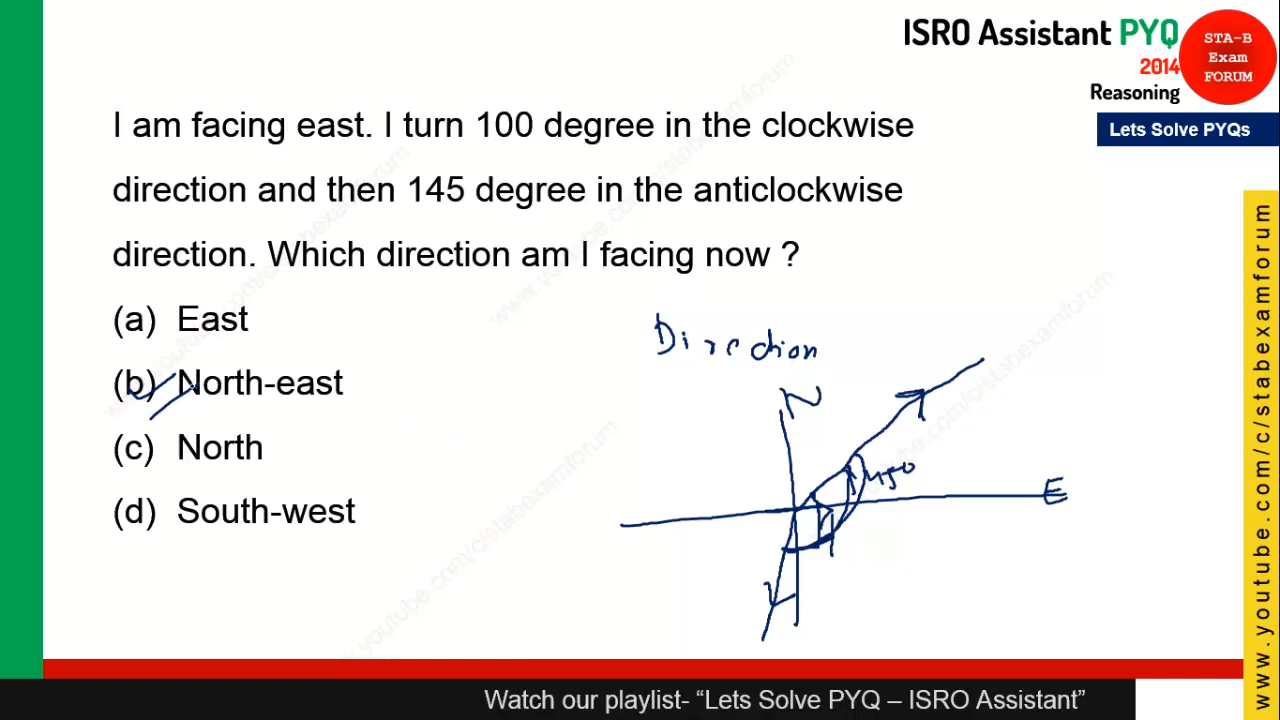 ISRO Assistant PYQ
2014
Reasoning
STA-B
Exam
FORUM
Lets Solve PYQs
I am facing east. I turn 100 degree in the clockwise
direction and then 145 degree in the anticlockwise
direction. Which direction am I facing now ?
(a) East
(b) North-east
(c) North
(d) South-west
Direction
N
E
www.youtube.com/c/stabexamforum
Watch our playlist- “Lets Solve PYQ – ISRO Assistant”